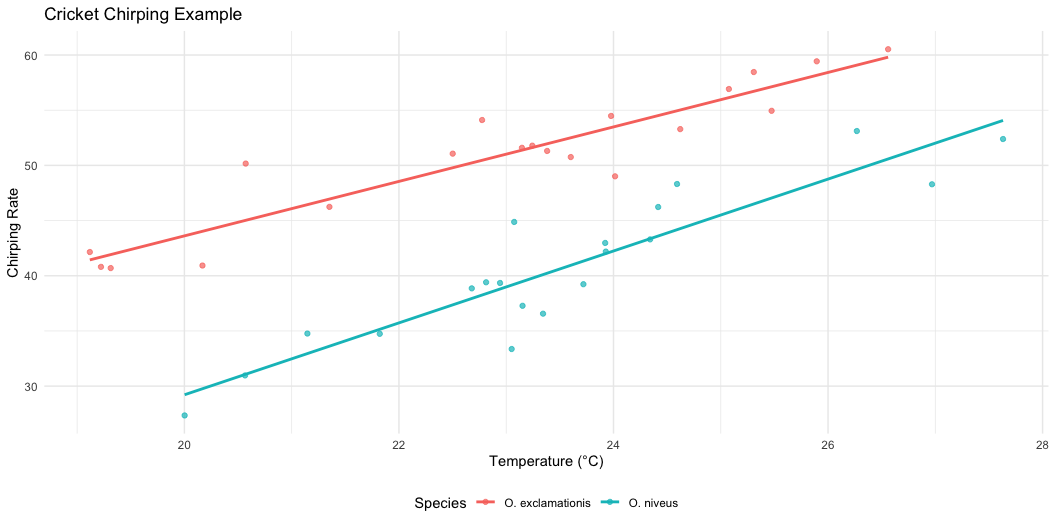 Cricket Chirping Example
60
50
40
30
Chirping Rate
20 22 24 26 28
Temperature (°C)
Species O. exclamationis O. niveus